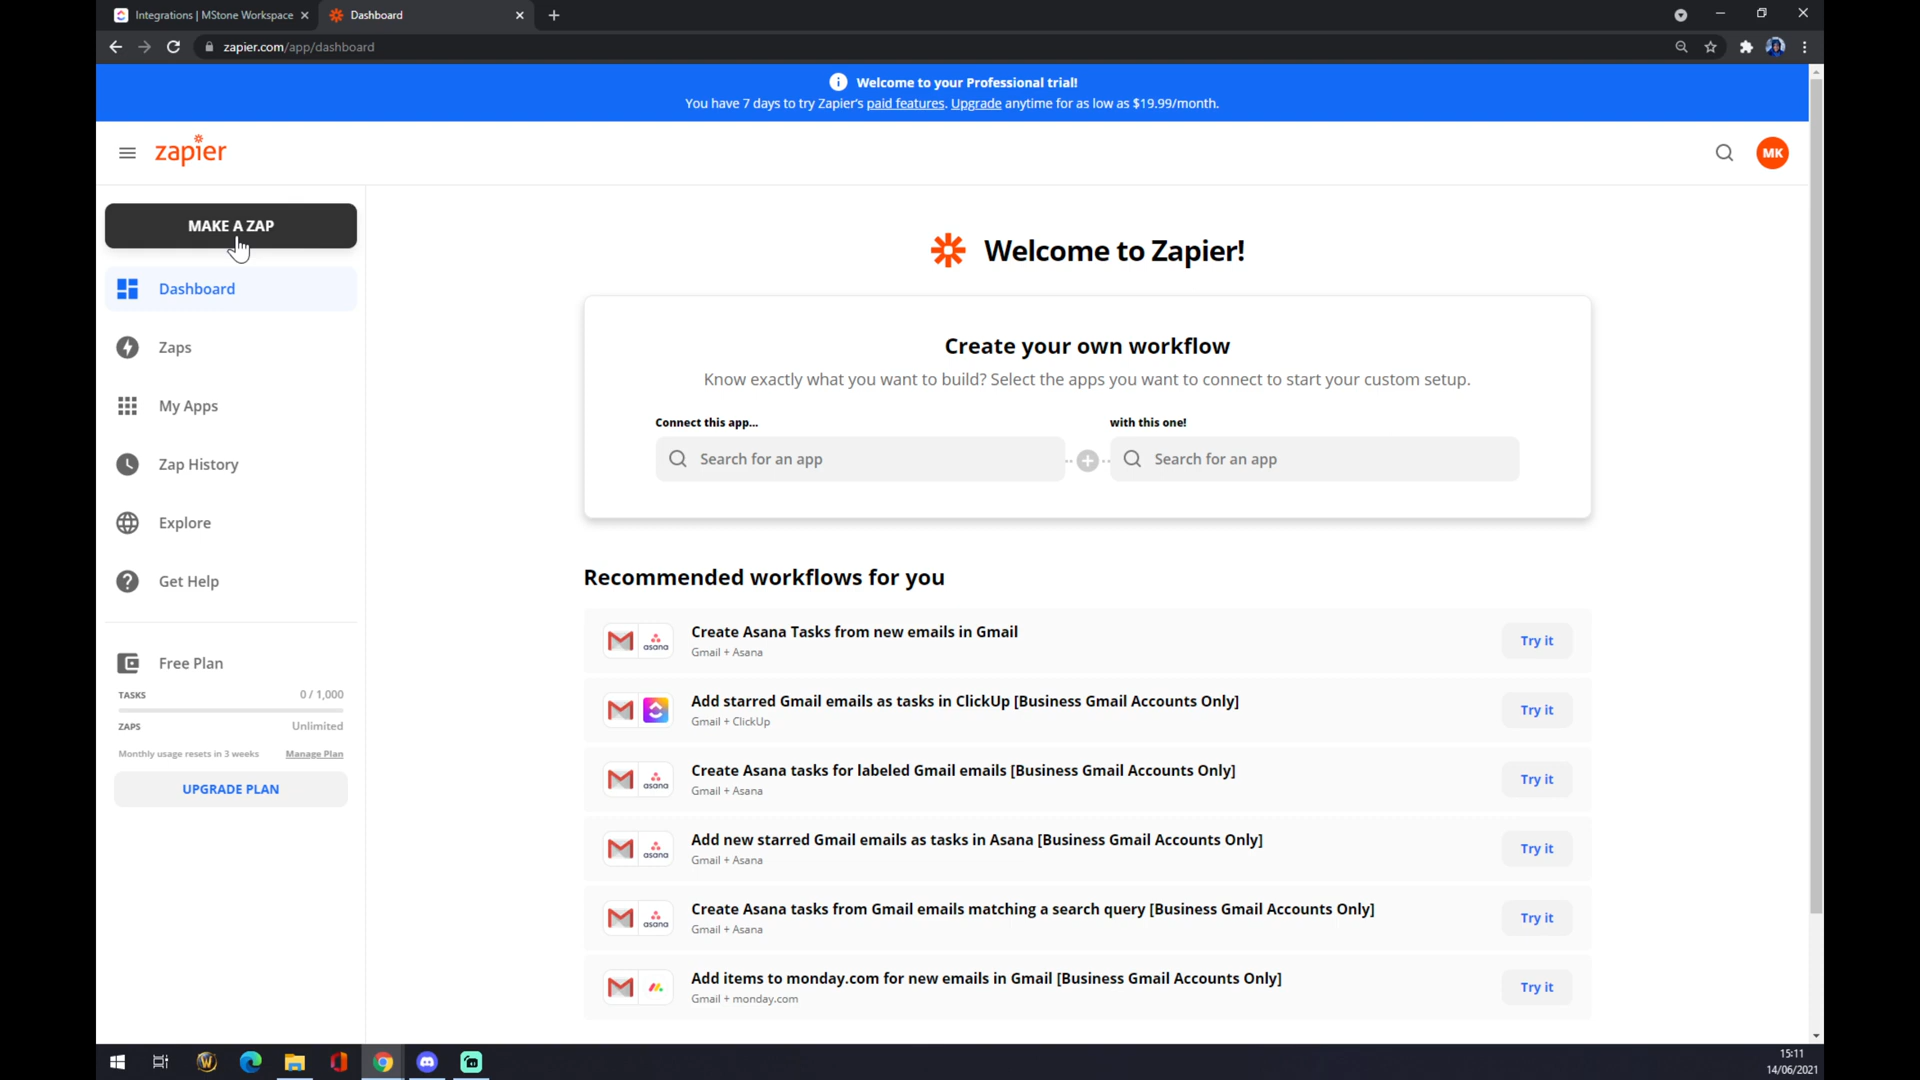 Integrations | MStone Workspace
Dashboard
zapier.com/app/dashboard
Welcome to your Professional trial!
You have 7 days to try Zapier's paid features. Upgrade anytime for as low as $19.99/month.
zapier
MK
MAKE A ZAP
Dashboard
Zaps
My Apps
Zap History
Explore
Get Help
Free Plan
TASKS 0 / 1,000
ZAPS Unlimited
Monthly usage resets in 3 weeks Manage Plan
UPGRADE PLAN
Welcome to Zapier!
Create your own workflow
Know exactly what you want to build? Select the apps you want to connect to start your custom setup.
Connect this app... with this one!
Search for an app Search for an app
Recommended workflows for you
asana
Create Asana Tasks from new emails in Gmail
Gmail + Asana
Try it
Add starred Gmail emails as tasks in ClickUp [Business Gmail Accounts Only]
Gmail + ClickUp
Try it
asana
Create Asana tasks for labeled Gmail emails [Business Gmail Accounts Only]
Gmail + Asana
Try it
asana
Add new starred Gmail emails as tasks in Asana [Business Gmail Accounts Only]
Gmail + Asana
Try it
asana
Create Asana tasks from Gmail emails matching a search query [Business Gmail Accounts Only]
Gmail + Asana
Try it
Add items to monday.com for new emails in Gmail [Business Gmail Accounts Only]
Gmail + monday.com
Try it
15:11
14/06/2021